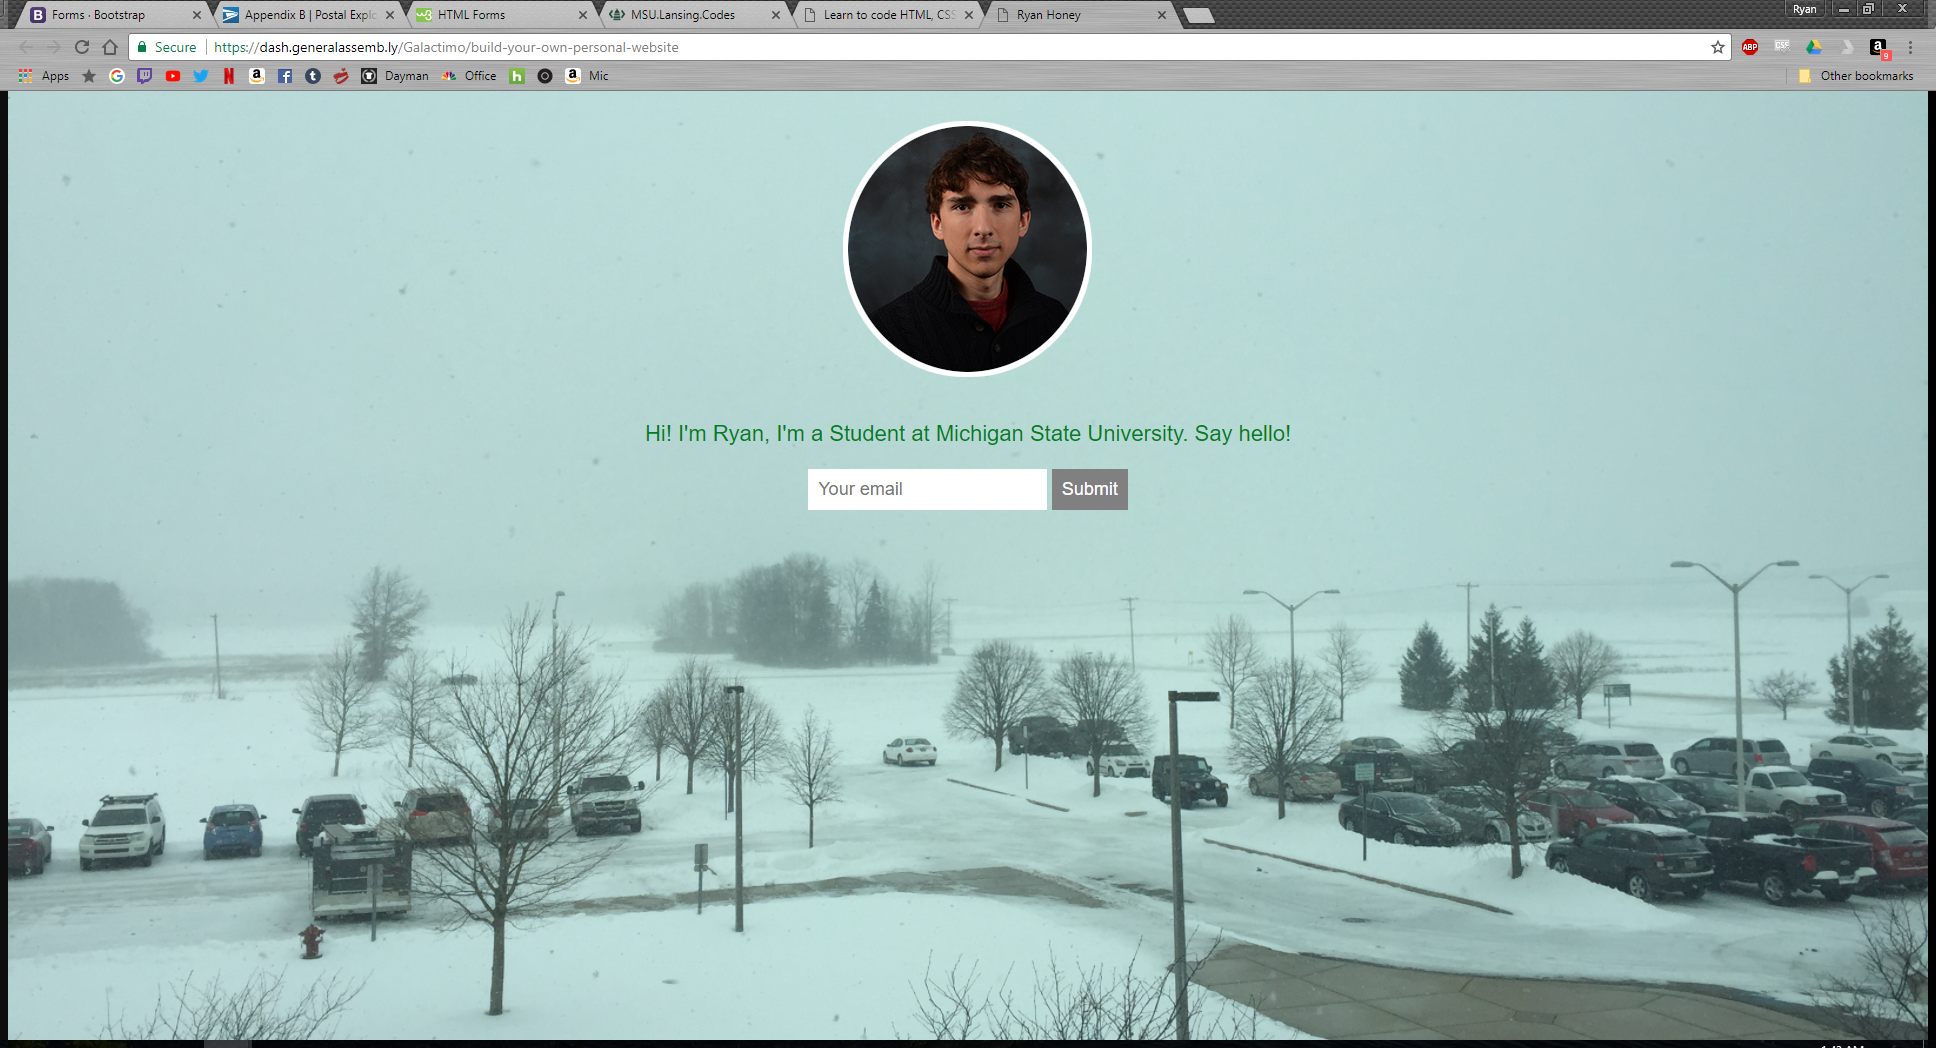 Forms · Bootstrap
Appendix B | Postal Explo
HTML Forms
MSU.Lansing.Codes
Learn to code HTML, CSS
Ryan Honey
Ryan
Secure
https://dash.generalassemb.ly/Galactimo/build-your-own-personal-website
ABP
9
Apps
Dayman
Office
Mic
Other bookmarks
Hi! I'm Ryan, I'm a Student at Michigan State University. Say hello!
Your email
Submit